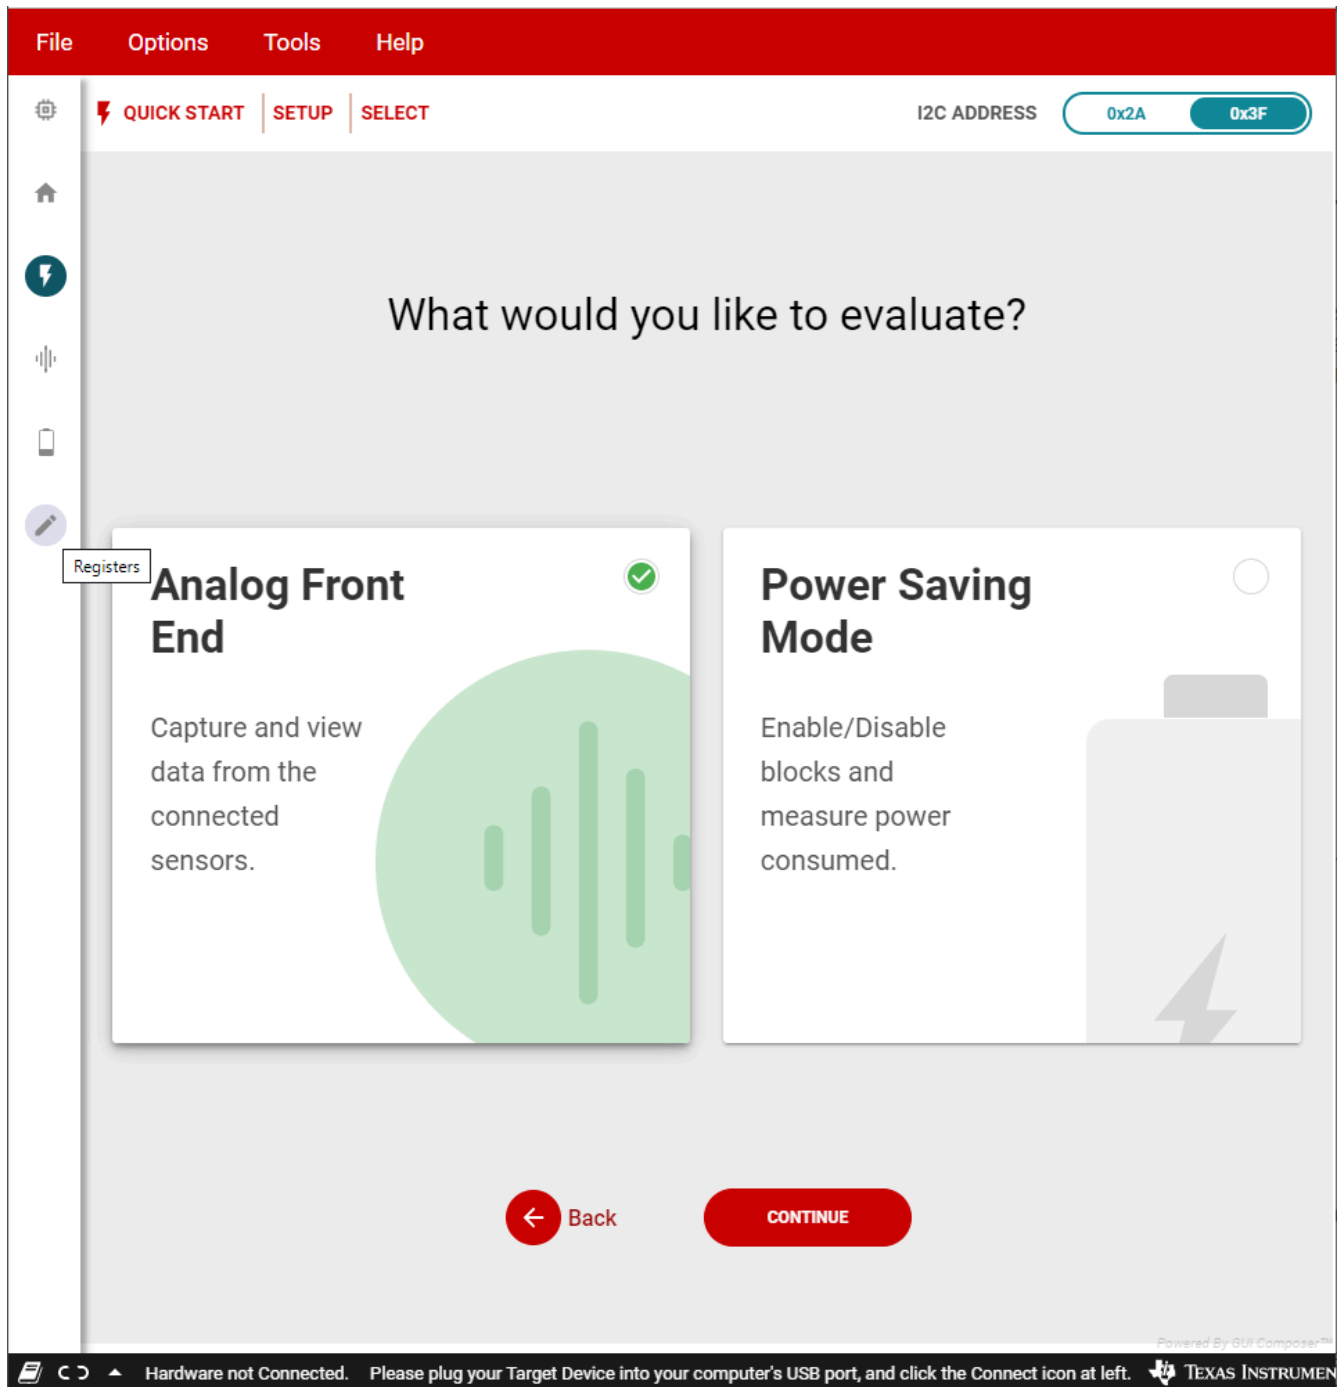 File Options Tools Help
QUICK START SETUP SELECT I2C ADDRESS 0x2A 0x3F
What would you like to evaluate?
Registers
Analog Front
End
Capture and view
data from the
connected
sensors.
Power Saving
Mode
Enable/Disable
blocks and
measure power
consumed.
Back CONTINUE
Powered By GUI Composer™
Hardware not Connected. Please plug your Target Device into your computer's USB port, and click the Connect icon at left. TEXAS INSTRUMEN